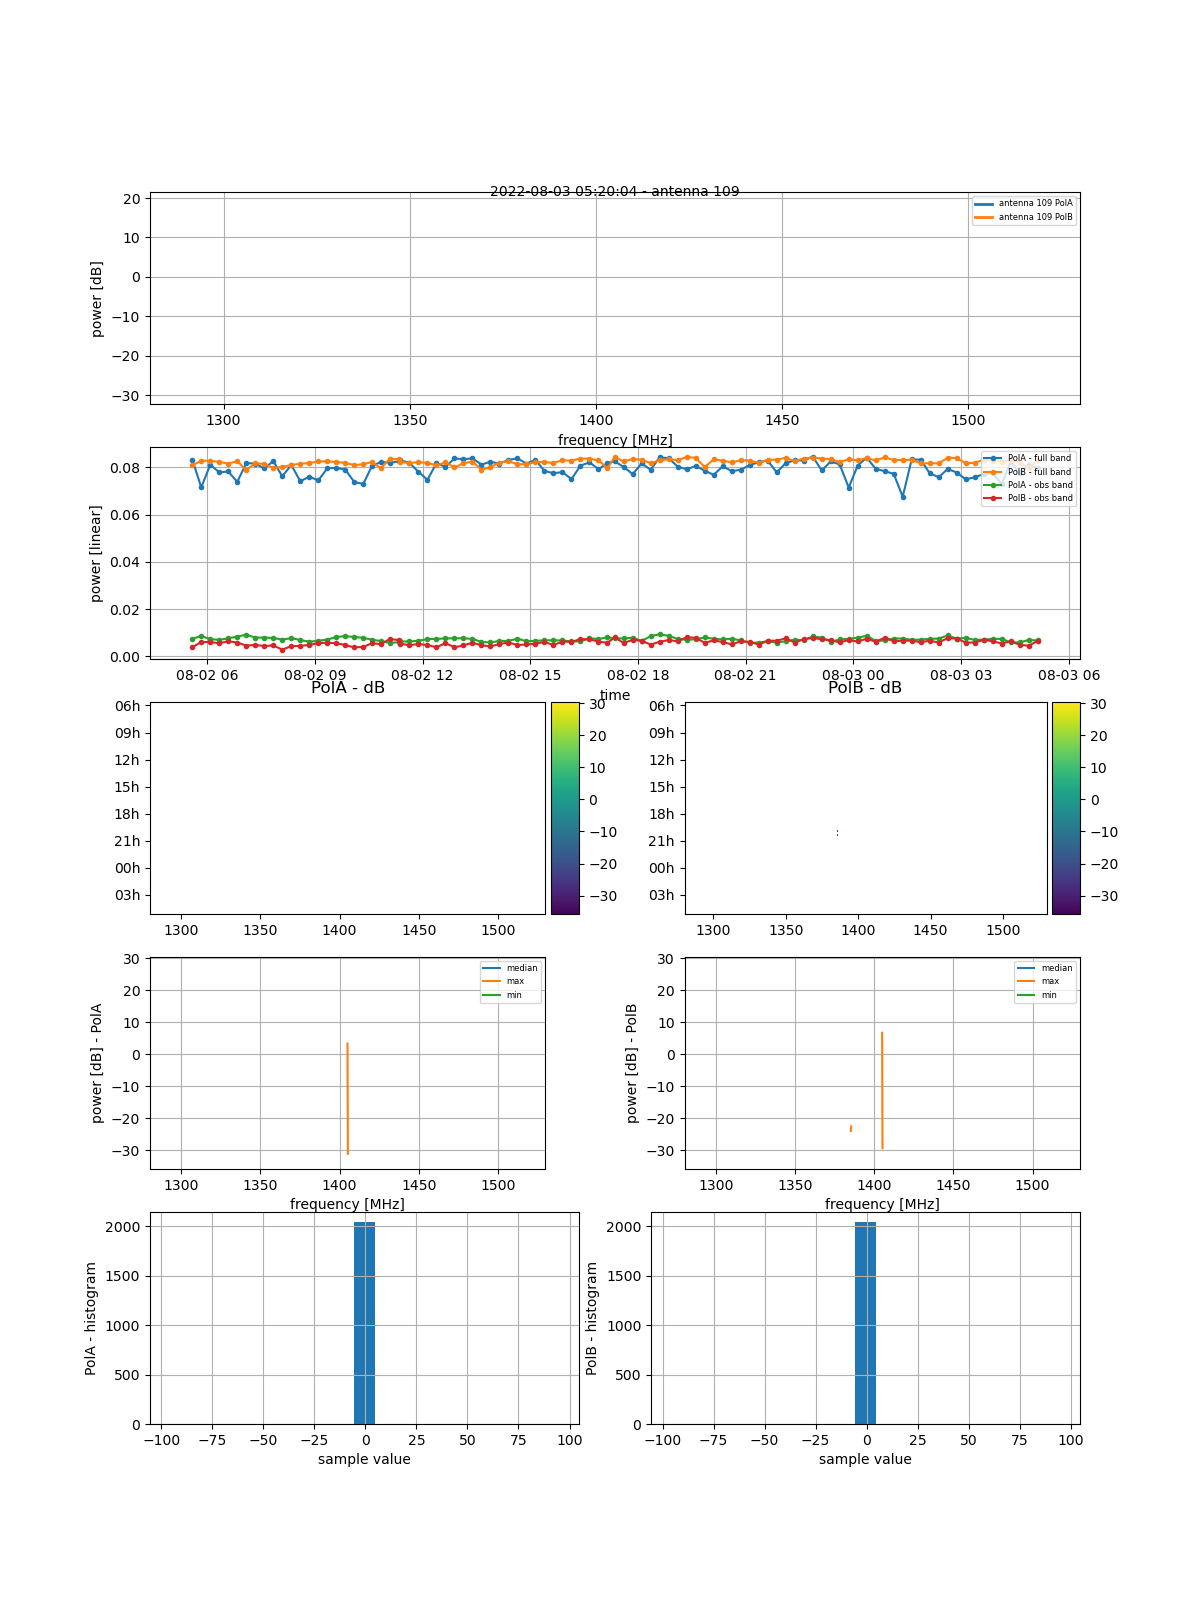 2022-08-03 05:20:04 - antenna 109
20
10
0
−10
−20
−30
power [dB]
antenna 109 PolA
antenna 109 PolB
1300 1350 1400 1450 1500
frequency [MHz]
0.08
0.06
0.04
0.02
0.00
power [linear]
PolA - full band
PolB - full band
PolA - obs band
PolB - obs band
08-02 06 08-02 09 08-02 12 08-02 15 08-02 18 08-02 21 08-03 00 08-03 03 08-03 06
time
PolA - dB
06h
09h
12h
15h
18h
21h
00h
03h
1300 1350 1400 1450 1500
30
20
10
0
−10
−20
−30
PolB - dB
06h
09h
12h
15h
18h
21h
00h
03h
1300 1350 1400 1450 1500
30
20
10
0
−10
−20
−30
30
20
10
0
−10
−20
−30
power [dB] - PolA
median
max
min
1300 1350 1400 1450 1500
frequency [MHz]
30
20
10
0
−10
−20
−30
power [dB] - PolB
median
max
min
1300 1350 1400 1450 1500
frequency [MHz]
2000
1500
1000
500
0
PolA - histogram
−100 −75 −50 −25 0 25 50 75 100
sample value
2000
1500
1000
500
0
PolB - histogram
−100 −75 −50 −25 0 25 50 75 100
sample value